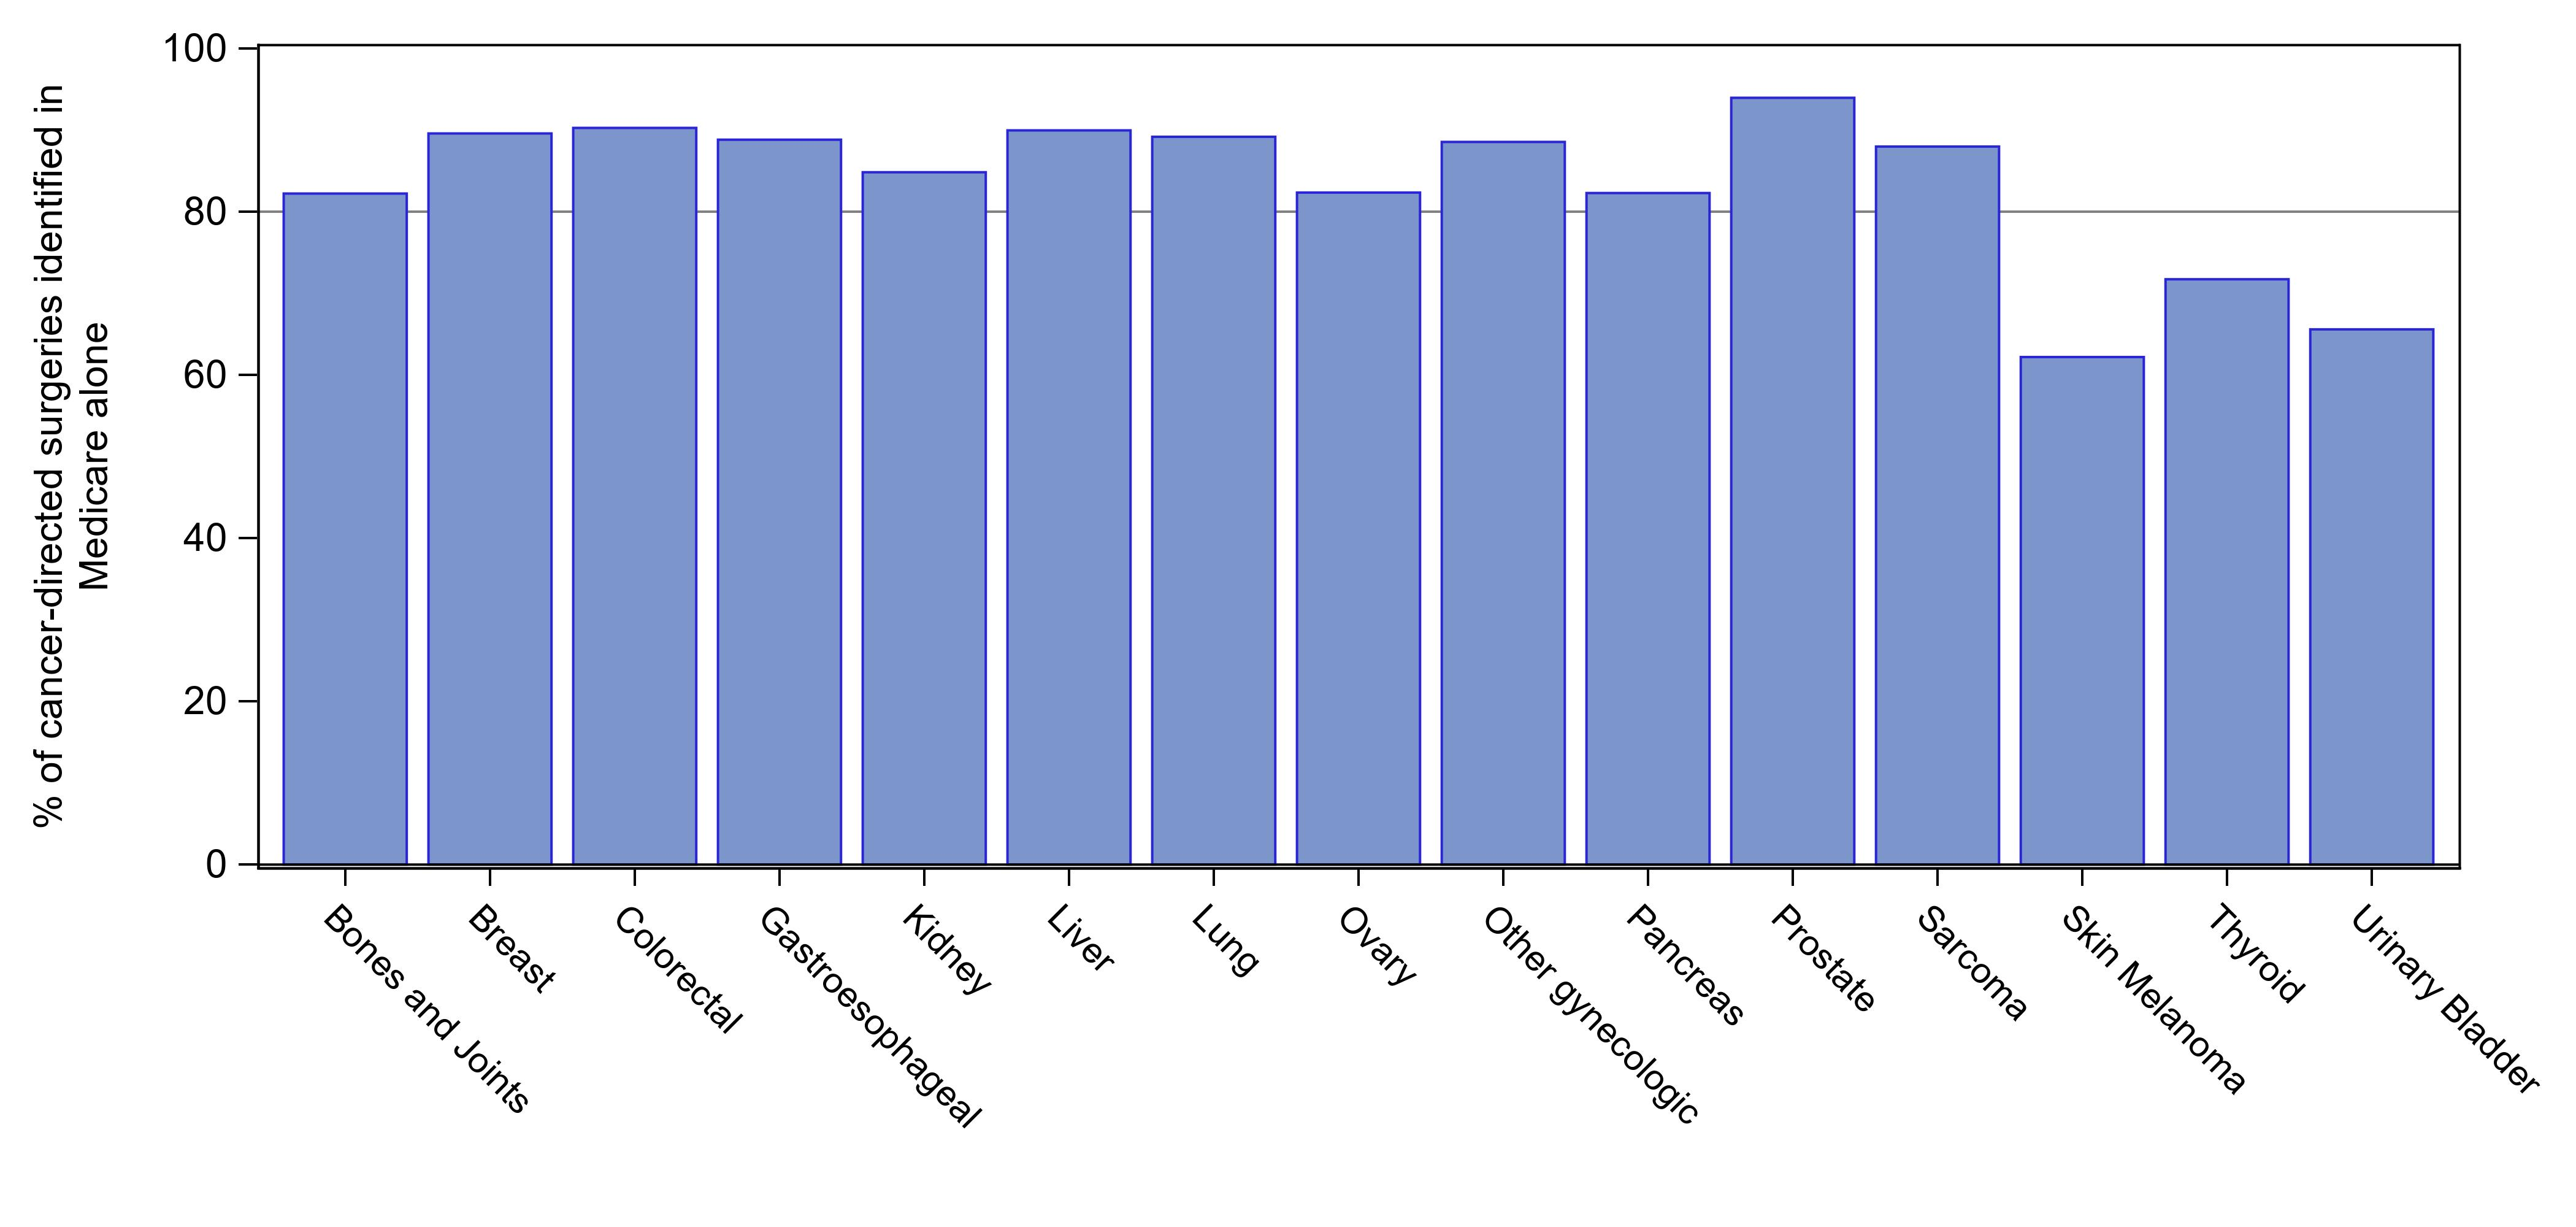 % of cancer-directed surgeries identified in
Medicare alone
100
80
60
40
20
0
Bones and Joints
Breast
Colorectal
Gastroesophageal
Kidney
Liver
Lung
Ovary
Other gynecologic
Pancreas
Prostate
Sarcoma
Skin Melanoma
Thyroid
Urinary Bladder